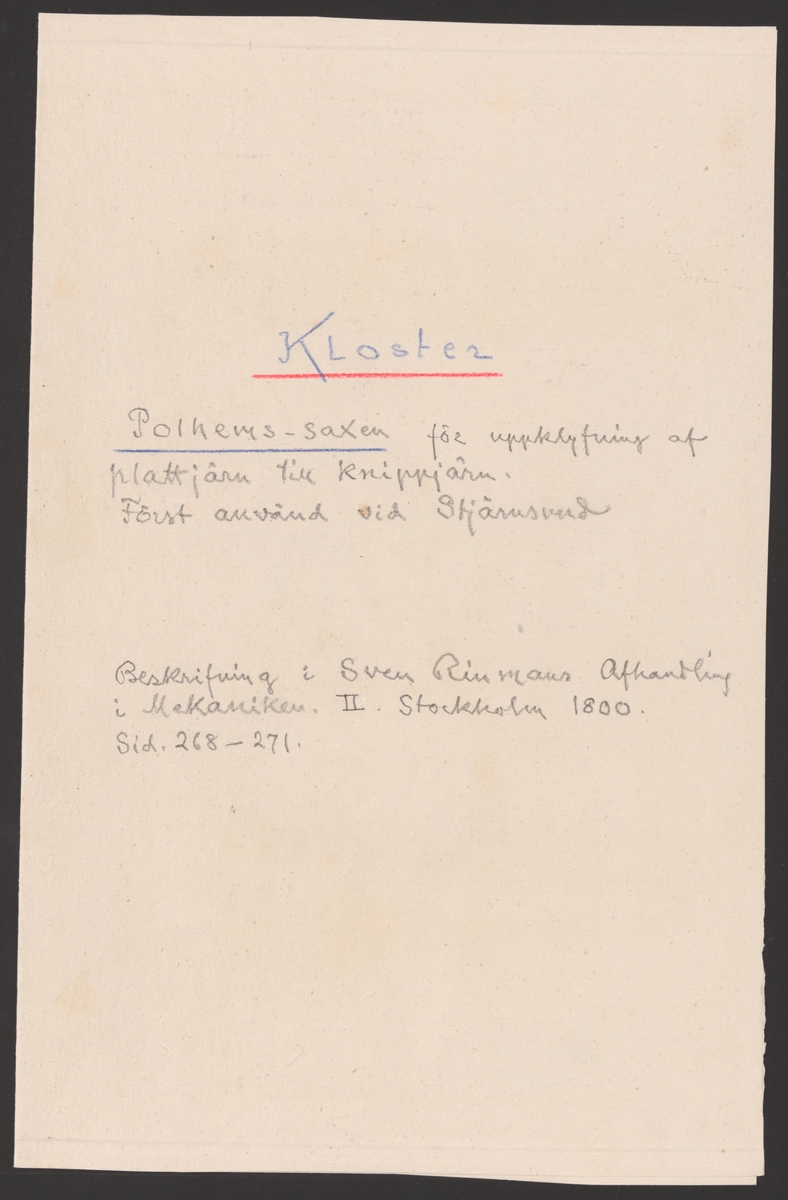 Kloster
Polhems-saxen för uppklyfning af
plattjärn till knippjärn.
Först använd vid Stjärnsund
Beskrifning i Sven Rinmans Afhandling
i Mekaniken. II. Stockholm 1800.
Sid. 268-271.